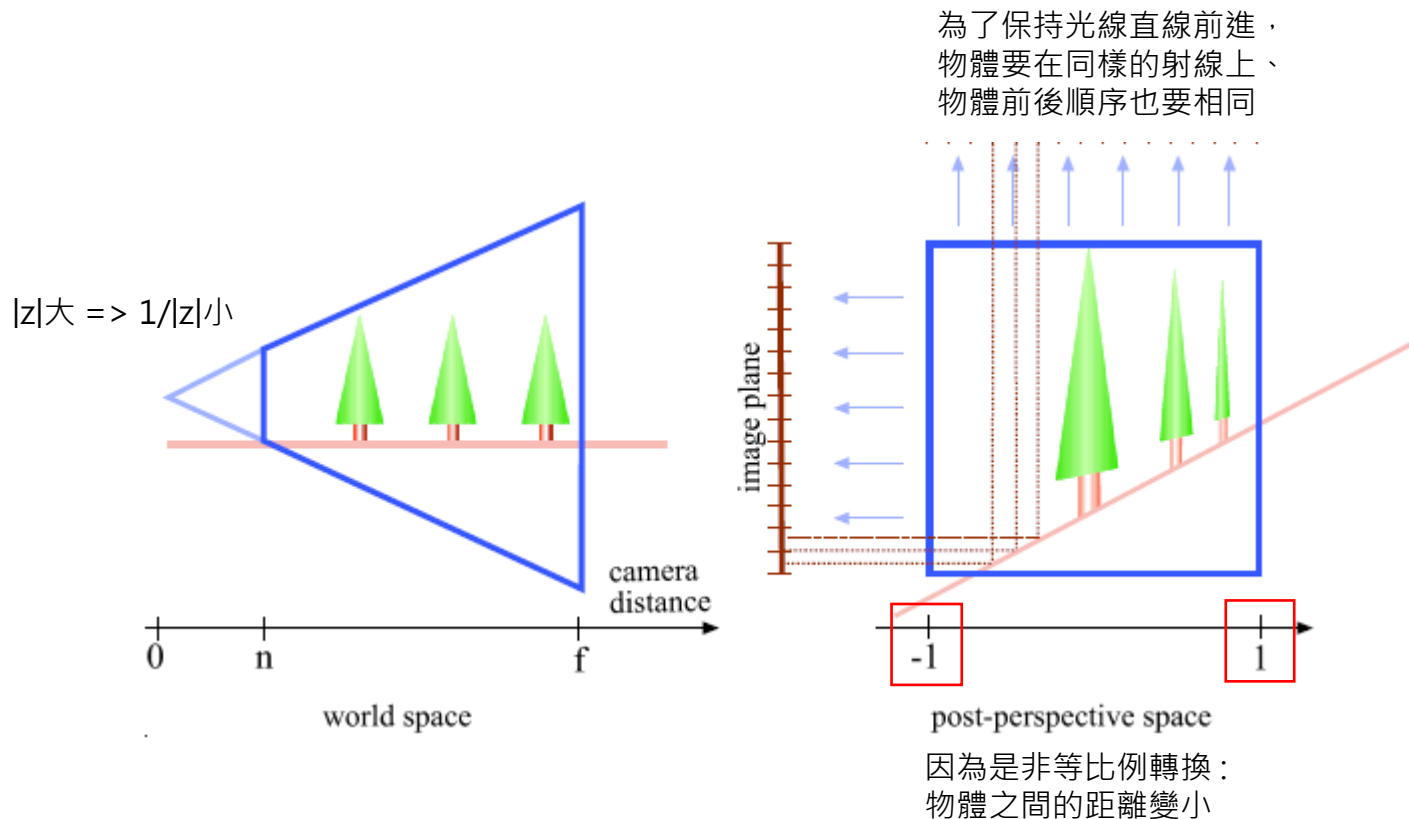 為了保持光線直線前進，
物體要在同樣的射線上、
物體前後順序也要相同
|z|大 => 1/|z|小
image plane
camera
distance
0
n
f
-1
1
world space
post-perspective space
因為是非等比例轉換：
物體之間的距離變小